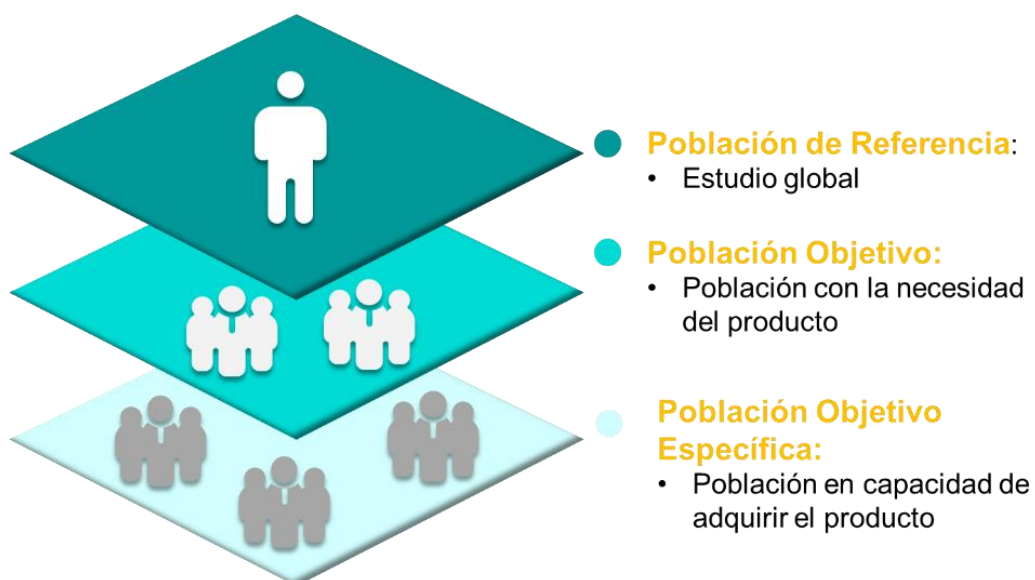 Población de Referencia:
• Estudio global
Población Objetivo:
• Población con la necesidad
del producto
Población Objetivo
Específica:
• Población en capacidad de
adquirir el producto